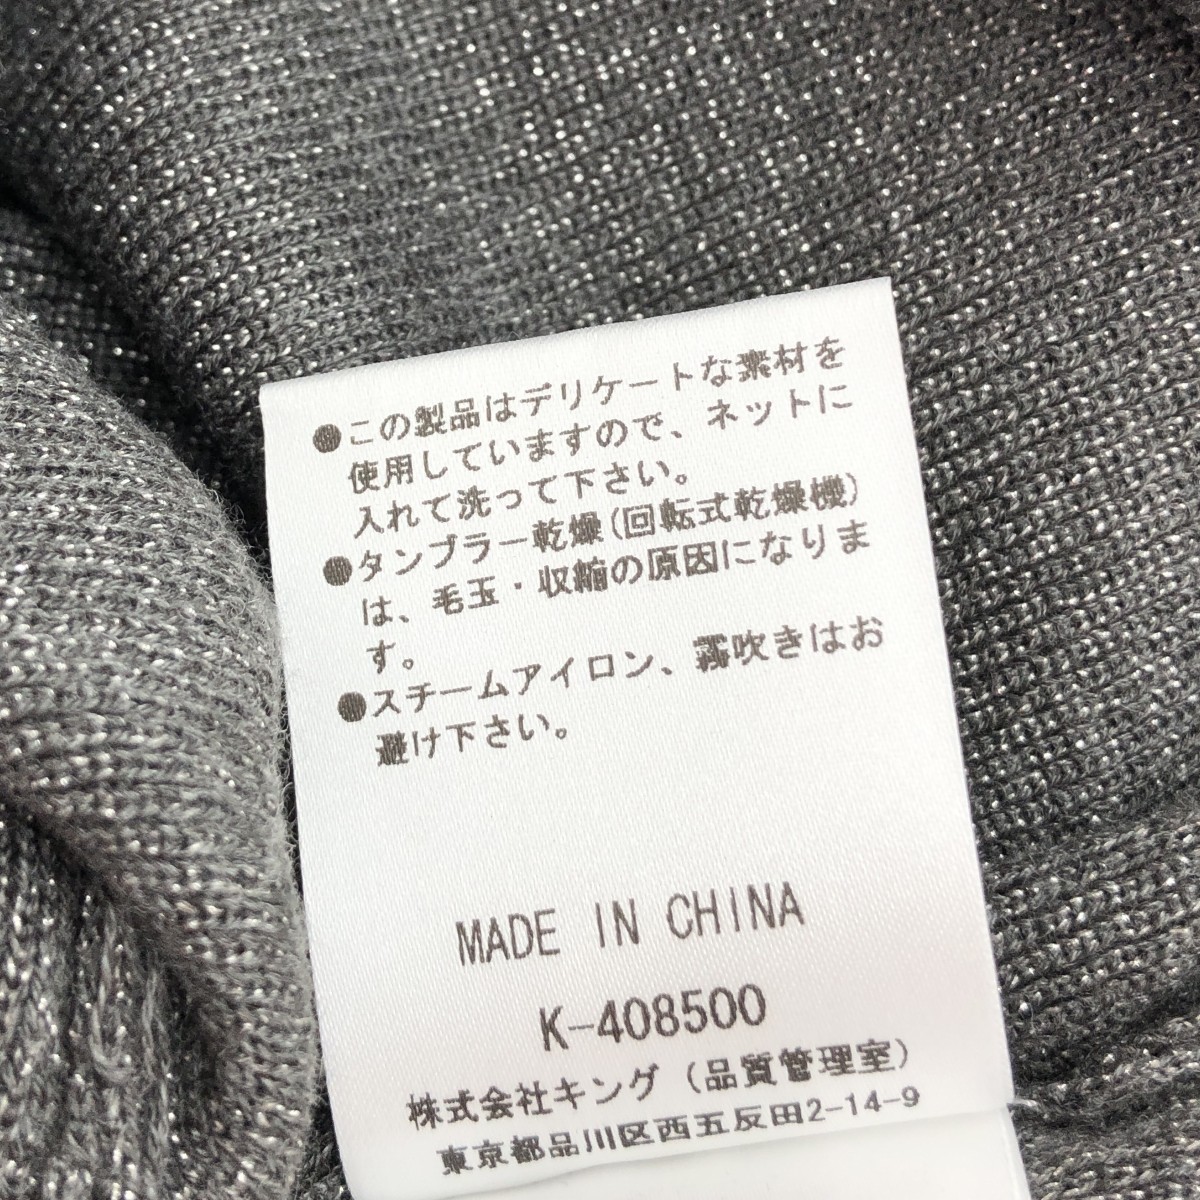 ●この製品はデリケートな素材を
使用していますので、ネットに
入れて洗って下さい。
●タンブラー乾燥(回転式乾燥機)
は、毛玉・収縮の原因になりま
す。
●スチームアイロン、霧吹きはお
避け下さい。
MADE IN CHINA
K-408500
株式会社キング(品質管理室)
東京都品川区西五反田2-14-9